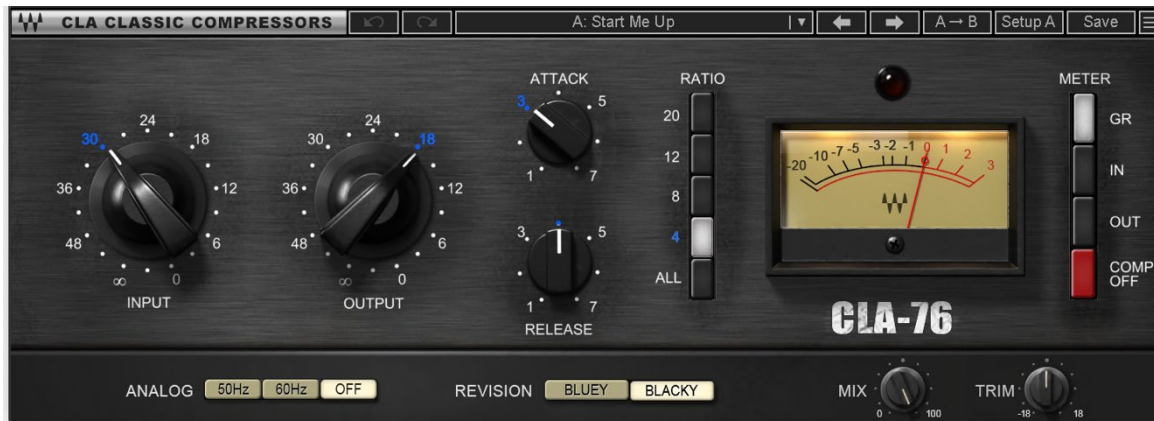 CLA CLASSIC COMPRESSORS A: Start Me Up A → B Setup A Save
ATTACK RATIO METER
24 30 18 36 12 48 6 ∞ 0
INPUT
24 30 18 36 12 48 6 ∞ 0
OUTPUT
3 5 1 7
3 5 1 7
RELEASE
20
12
8
4
ALL
-20 -10 -7 -5 -3 -2 -1 0 1 2 3
CLA-76
GR
IN
OUT
COMP
OFF
ANALOG 50Hz 60Hz OFF REVISION BLUEY BLACKY MIX 0 100 TRIM -18 18